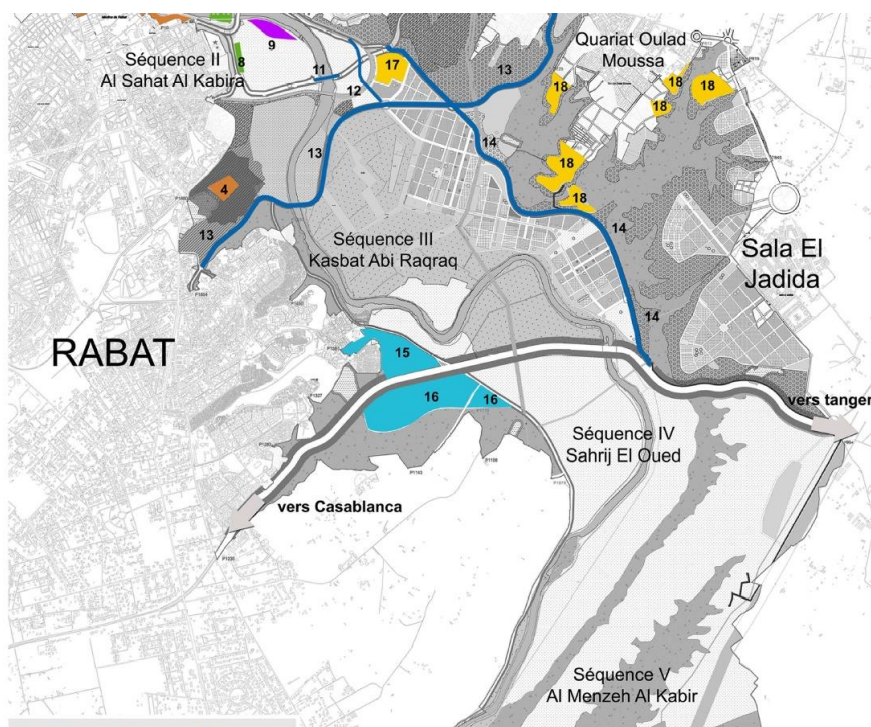 9
Séquence II
Al Sahat Al Kabira
8
11
12
17
13
Quariat Oulad
Moussa
18
18
18
18
14
13
18
18
4
13
14
Séquence III
Kasbat Abi Raqraq
Sala El
Jadida
14
RABAT
15
16
16
vers tanger
Séquence IV
Sahrij El Oued
vers Casablanca
Séquence V
Al Menzeh Al Kabir